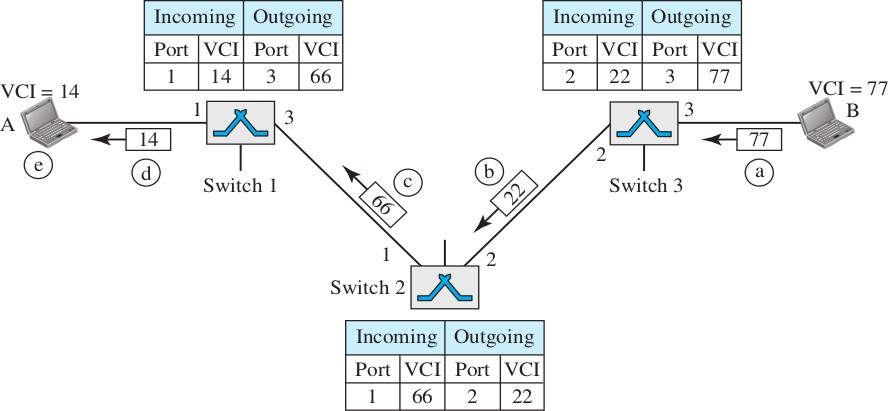 Incoming Outgoing
Port VCI Port VCI
1 14 3 66
Incoming Outgoing
Port VCI Port VCI
2 22 3 77
VCI = 14
A
e
14
d
1
3
Switch 1
66
c
b
22
2
3
Switch 3
77
a
VCI = 77
B
1
2
Switch 2
Incoming Outgoing
Port VCI Port VCI
1 66 2 22